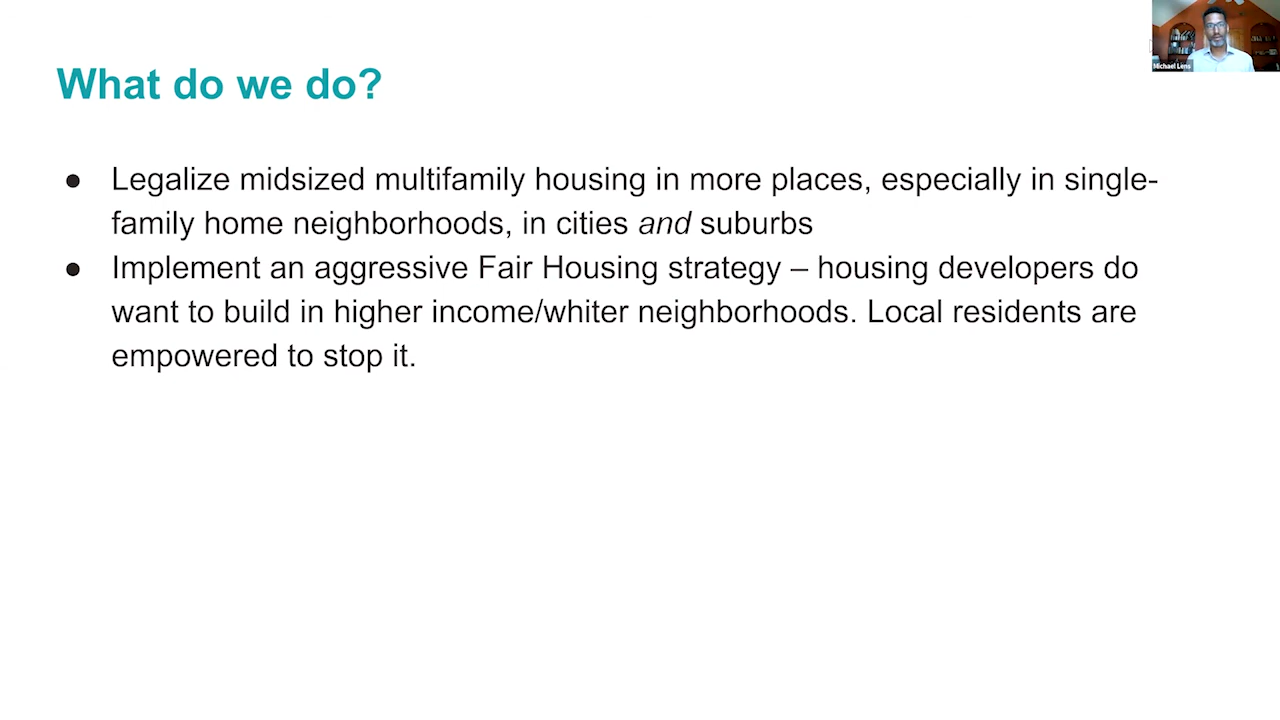 Michael Lens
What do we do?
● Legalize midsized multifamily housing in more places, especially in single-
family home neighborhoods, in cities and suburbs
● Implement an aggressive Fair Housing strategy – housing developers do
want to build in higher income/whiter neighborhoods. Local residents are
empowered to stop it.